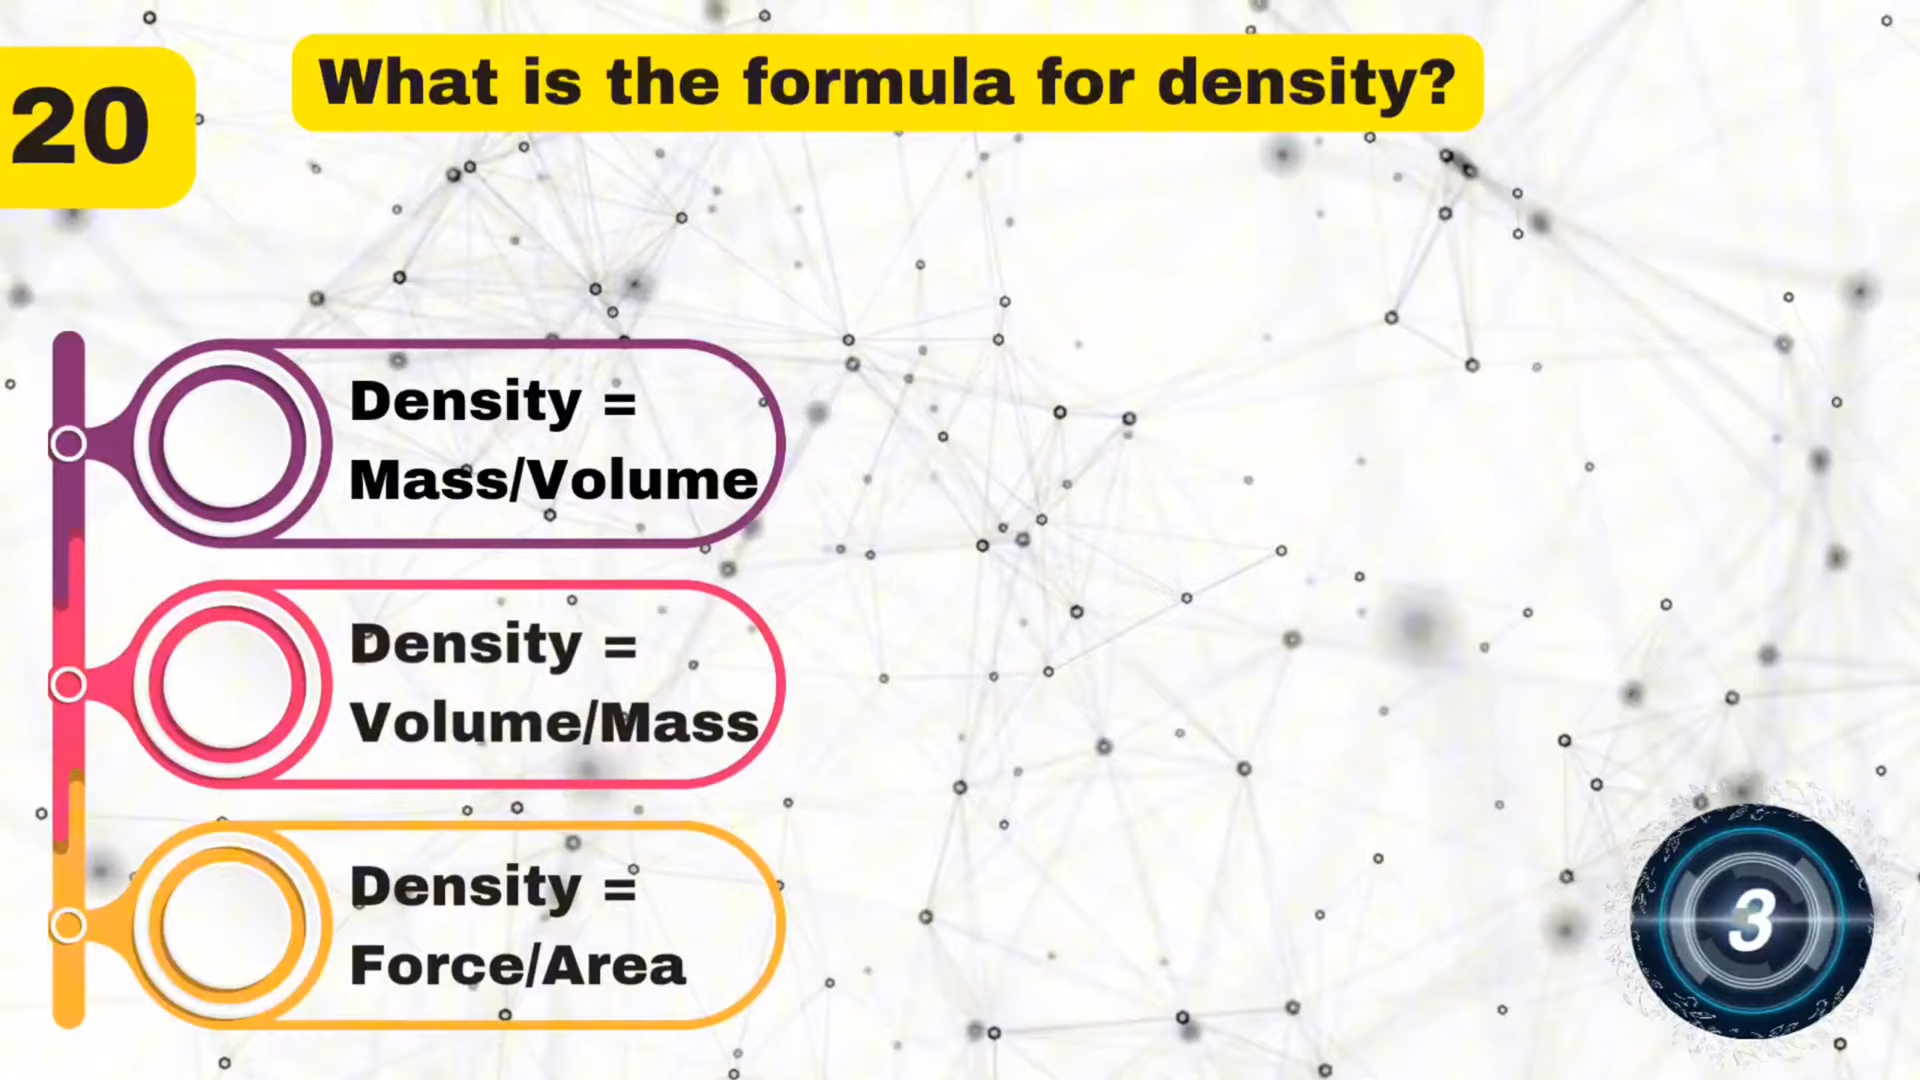 20
What is the formula for density?
Density =
Mass/Volume
Density =
Volume/Mass
Density =
Force/Area
3